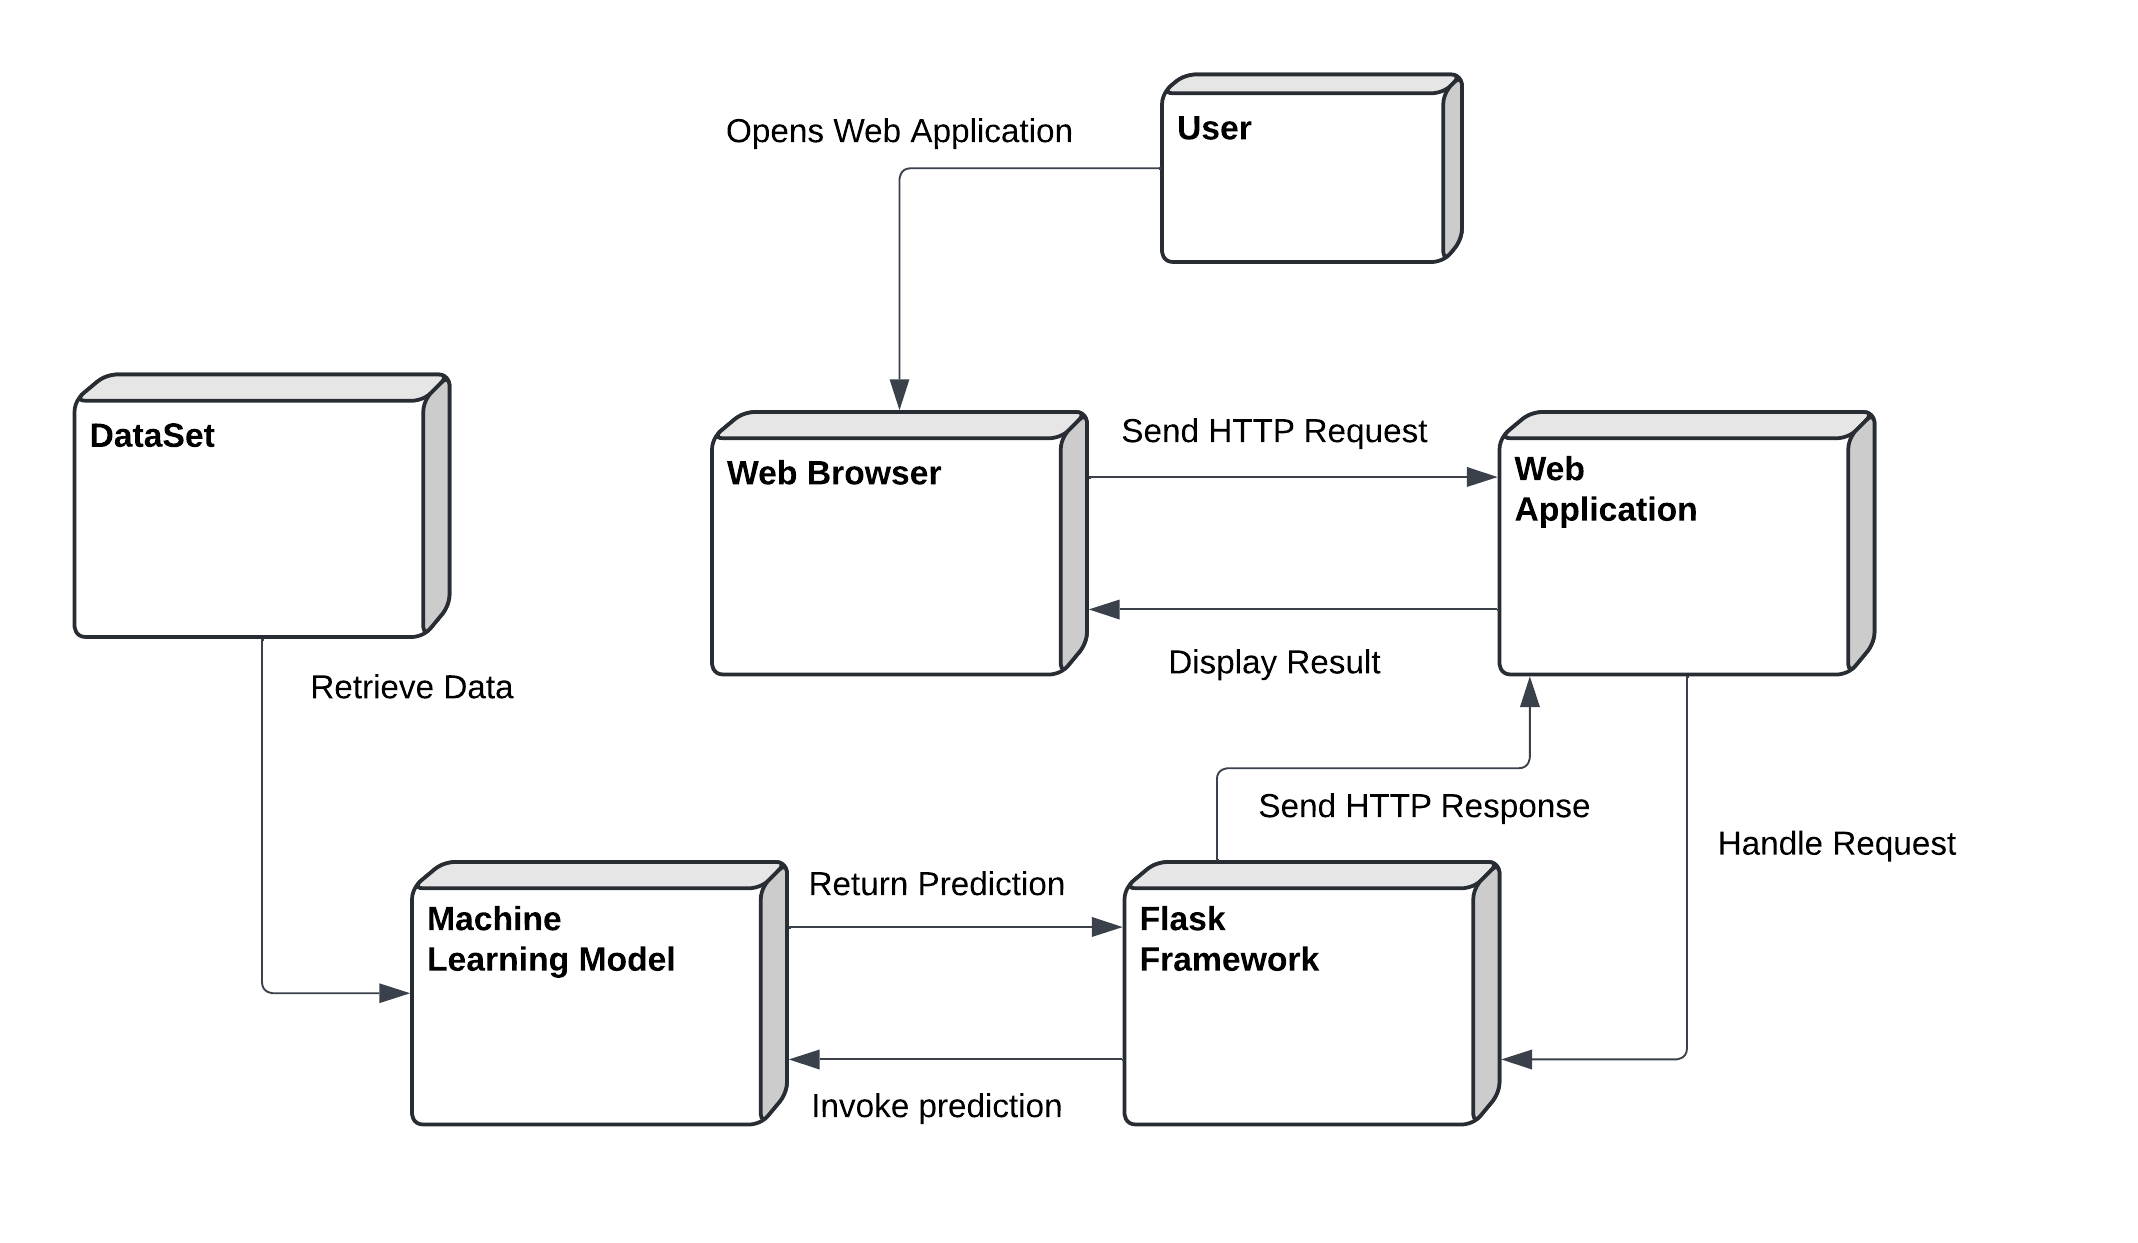 Opens Web Application
User
DataSet
Web Browser
Send HTTP Request
Web
Application
Display Result
Retrieve Data
Send HTTP Response
Handle Request
Machine
Learning Model
Return Prediction
Flask
Framework
Invoke prediction